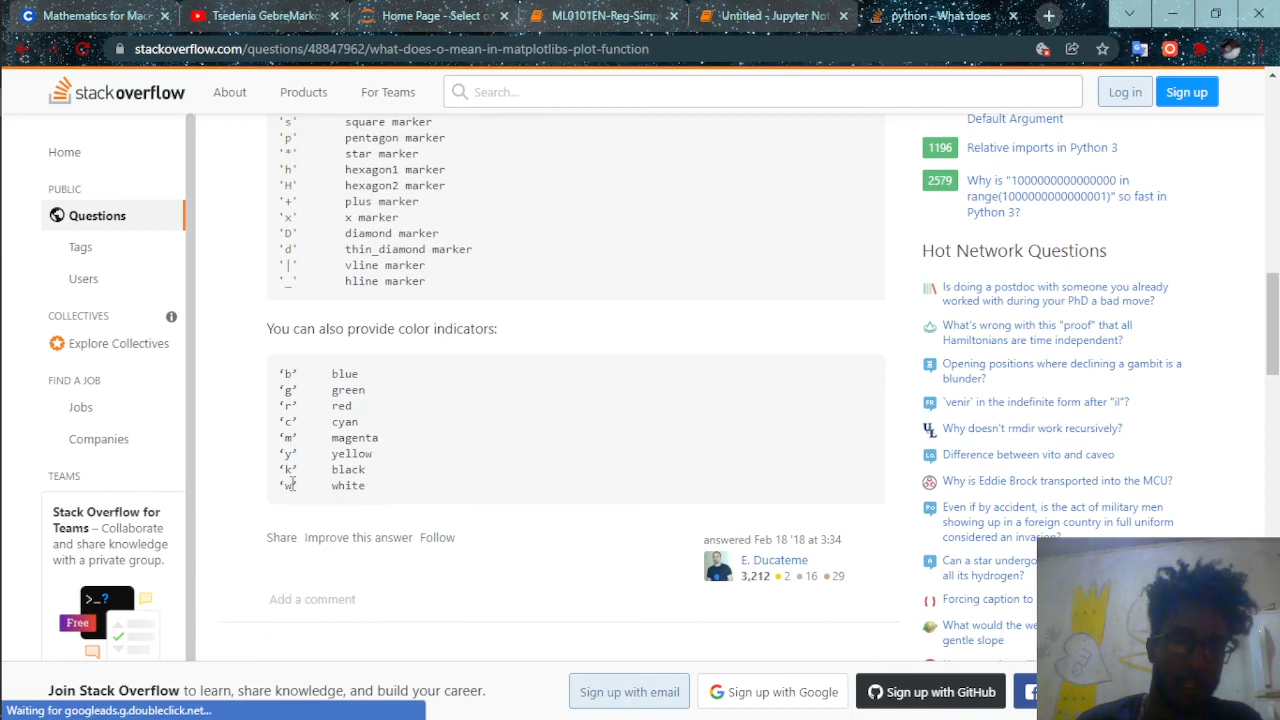 Mathematics for Mac
Tsedenia GebreMarko
Home Page - Select o
ML0101EN-Reg-Simp
Untitled - Jupyter Not
python - What does
stackoverflow.com/questions/48847962/what-does-o-mean-in-matplotlibs-plot-function
stackoverflow
About
Products
For Teams
Search...
Log in
Sign up
Home
PUBLIC
Questions
Tags
Users
COLLECTIVES
Explore Collectives
FIND A JOB
Jobs
Companies
TEAMS
Stack Overflow for
Teams – Collaborate
and share knowledge
with a private group.
>_?
Free
's' square marker
'p' pentagon marker
'*' star marker
'h' hexagon1 marker
'H' hexagon2 marker
'+' plus marker
'x' x marker
'D' diamond marker
'd' thin_diamond marker
'|' vline marker
'_' hline marker
You can also provide color indicators:
‘b’ blue
‘g’ green
‘r’ red
‘c’ cyan
‘m’ magenta
‘y’ yellow
‘k’ black
‘w’ white
Share Improve this answer Follow
answered Feb 18 '18 at 3:34
E. Ducateme
3,212 2 16 29
Add a comment
Default Argument
1196 Relative imports in Python 3
2579 Why is "1000000000000000 in
range(1000000000000001)" so fast in
Python 3?
Hot Network Questions
Is doing a postdoc with someone you already
worked with during your PhD a bad move?
What's wrong with this "proof" that all
Hamiltonians are time independent?
Opening positions where declining a gambit is a
blunder?
`venir` in the indefinite form after "il"?
Why doesn't rmdir work recursively?
Difference between vito and caveo
Why is Eddie Brock transported into the MCU?
Even if by accident, is the act of military men
showing up in a foreign country in full uniform
considered an invasion?
Can a star undergo
all its hydrogen?
Forcing caption to
What would the we
gentle slope
Join Stack Overflow to learn, share knowledge, and build your career.
Sign up with email
Sign up with Google
Sign up with GitHub
Waiting for googleads.g.doubleclick.net...